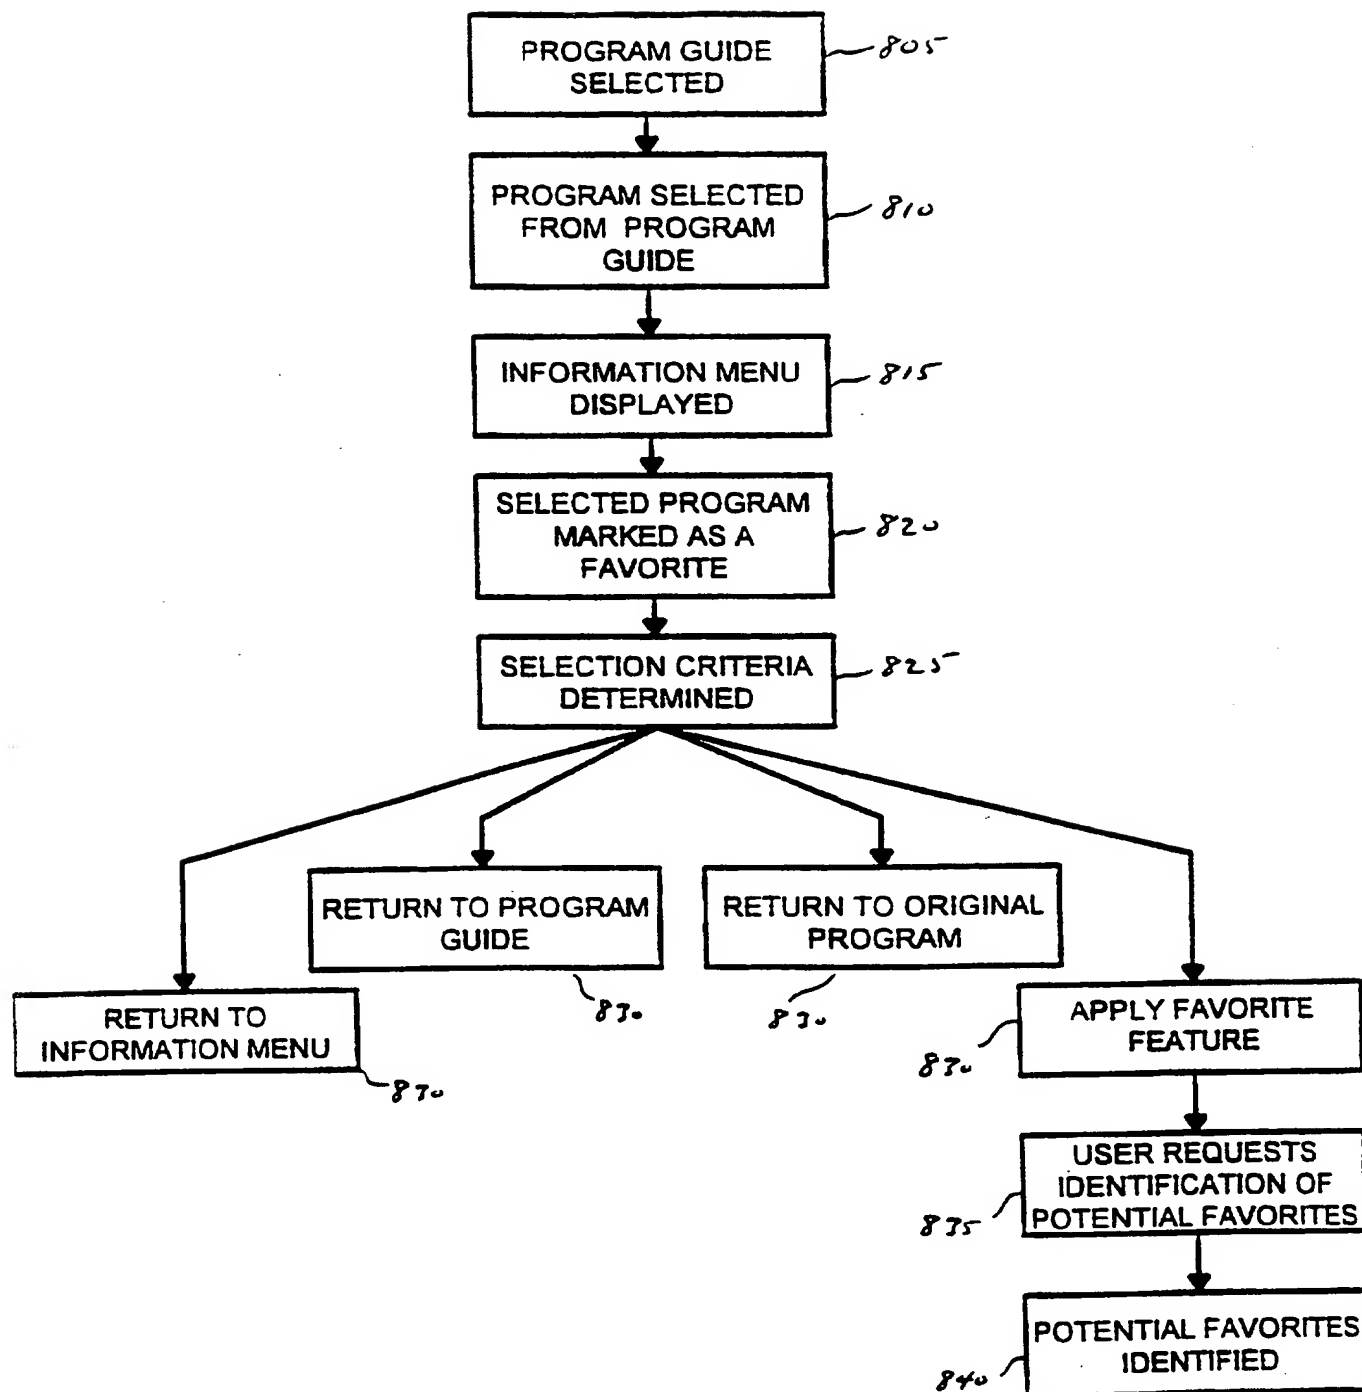 PROGRAM GUIDE
SELECTED
805
PROGRAM SELECTED
FROM PROGRAM
GUIDE
810
INFORMATION MENU
DISPLAYED
815
SELECTED PROGRAM
MARKED AS A
FAVORITE
820
SELECTION CRITERIA
DETERMINED
825
RETURN TO PROGRAM
GUIDE
830
RETURN TO ORIGINAL
PROGRAM
830
RETURN TO
INFORMATION MENU
830
APPLY FAVORITE
FEATURE
830
USER REQUESTS
IDENTIFICATION OF
POTENTIAL FAVORITES
835
POTENTIAL FAVORITES
IDENTIFIED
840